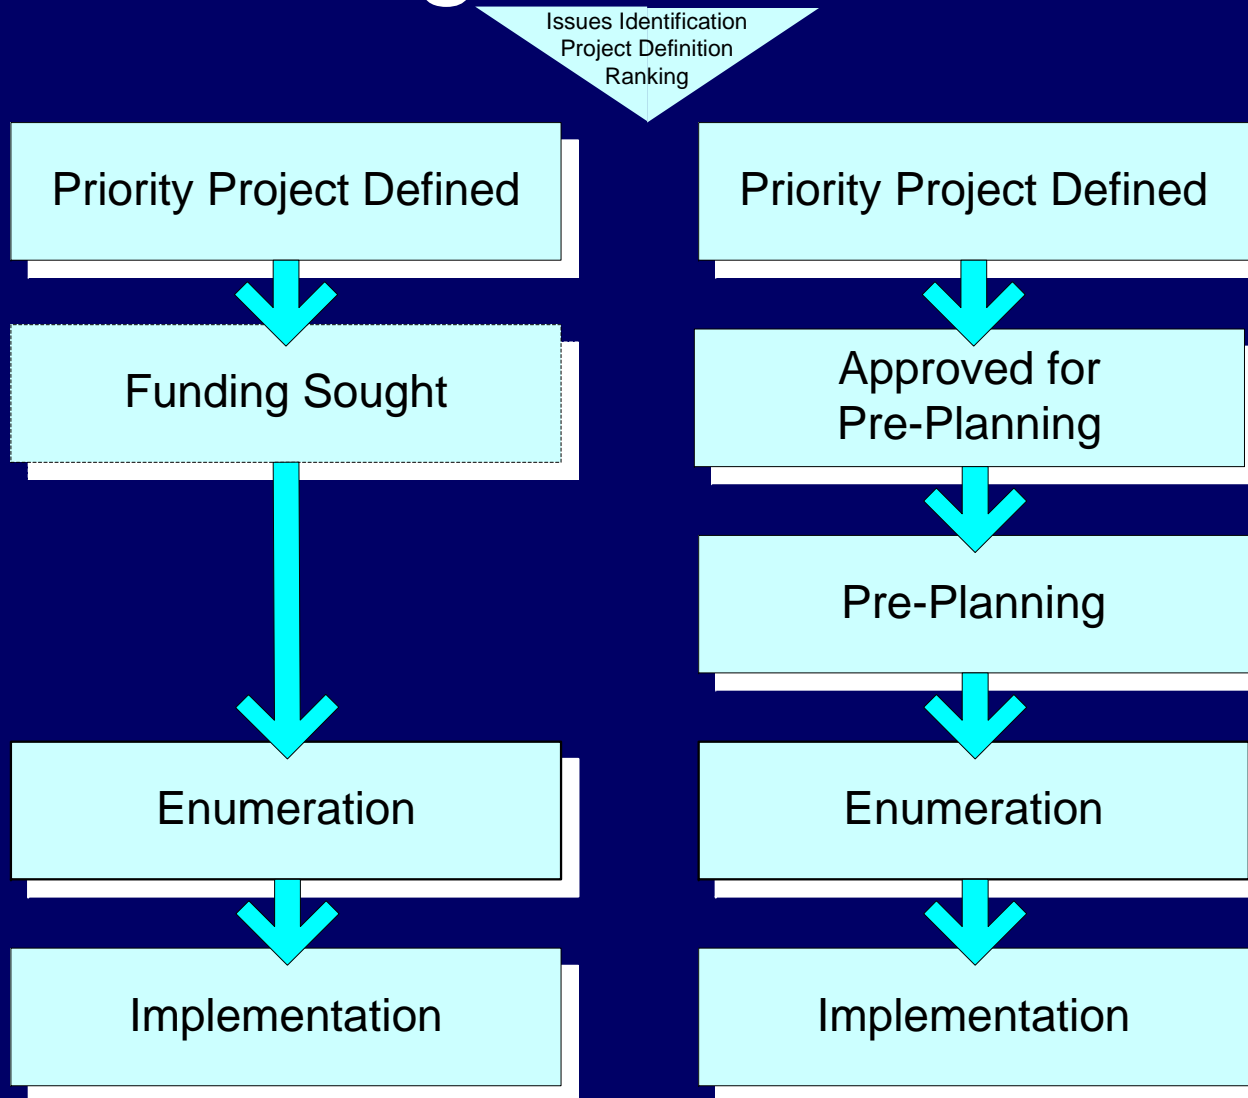 Issues Identification
Project Definition
Ranking
Priority Project Defined
Funding Sought
Enumeration
Implementation
Priority Project Defined
Approved for
Pre-Planning
Pre-Planning
Enumeration
Implementation